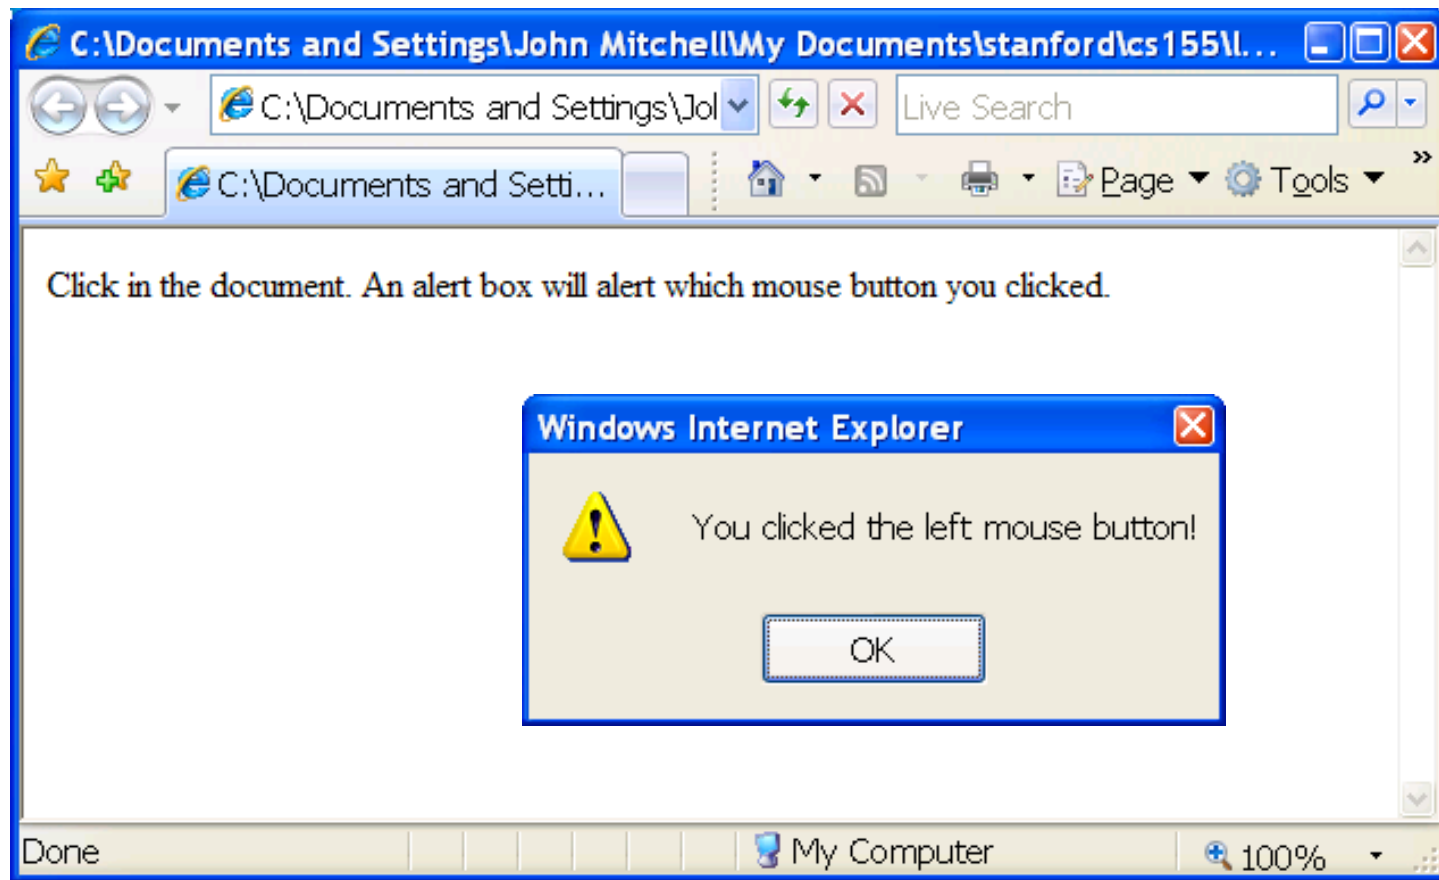 C:\Documents and Settings\John Mitchell\My Documents\stanford\cs155\l...
C:\Documents and Settings\Jol
Live Search
C:\Documents and Setti...
Page
Tools
»
Click in the document. An alert box will alert which mouse button you clicked.
Windows Internet Explorer
You clicked the left mouse button!
OK
Done
My Computer
100%